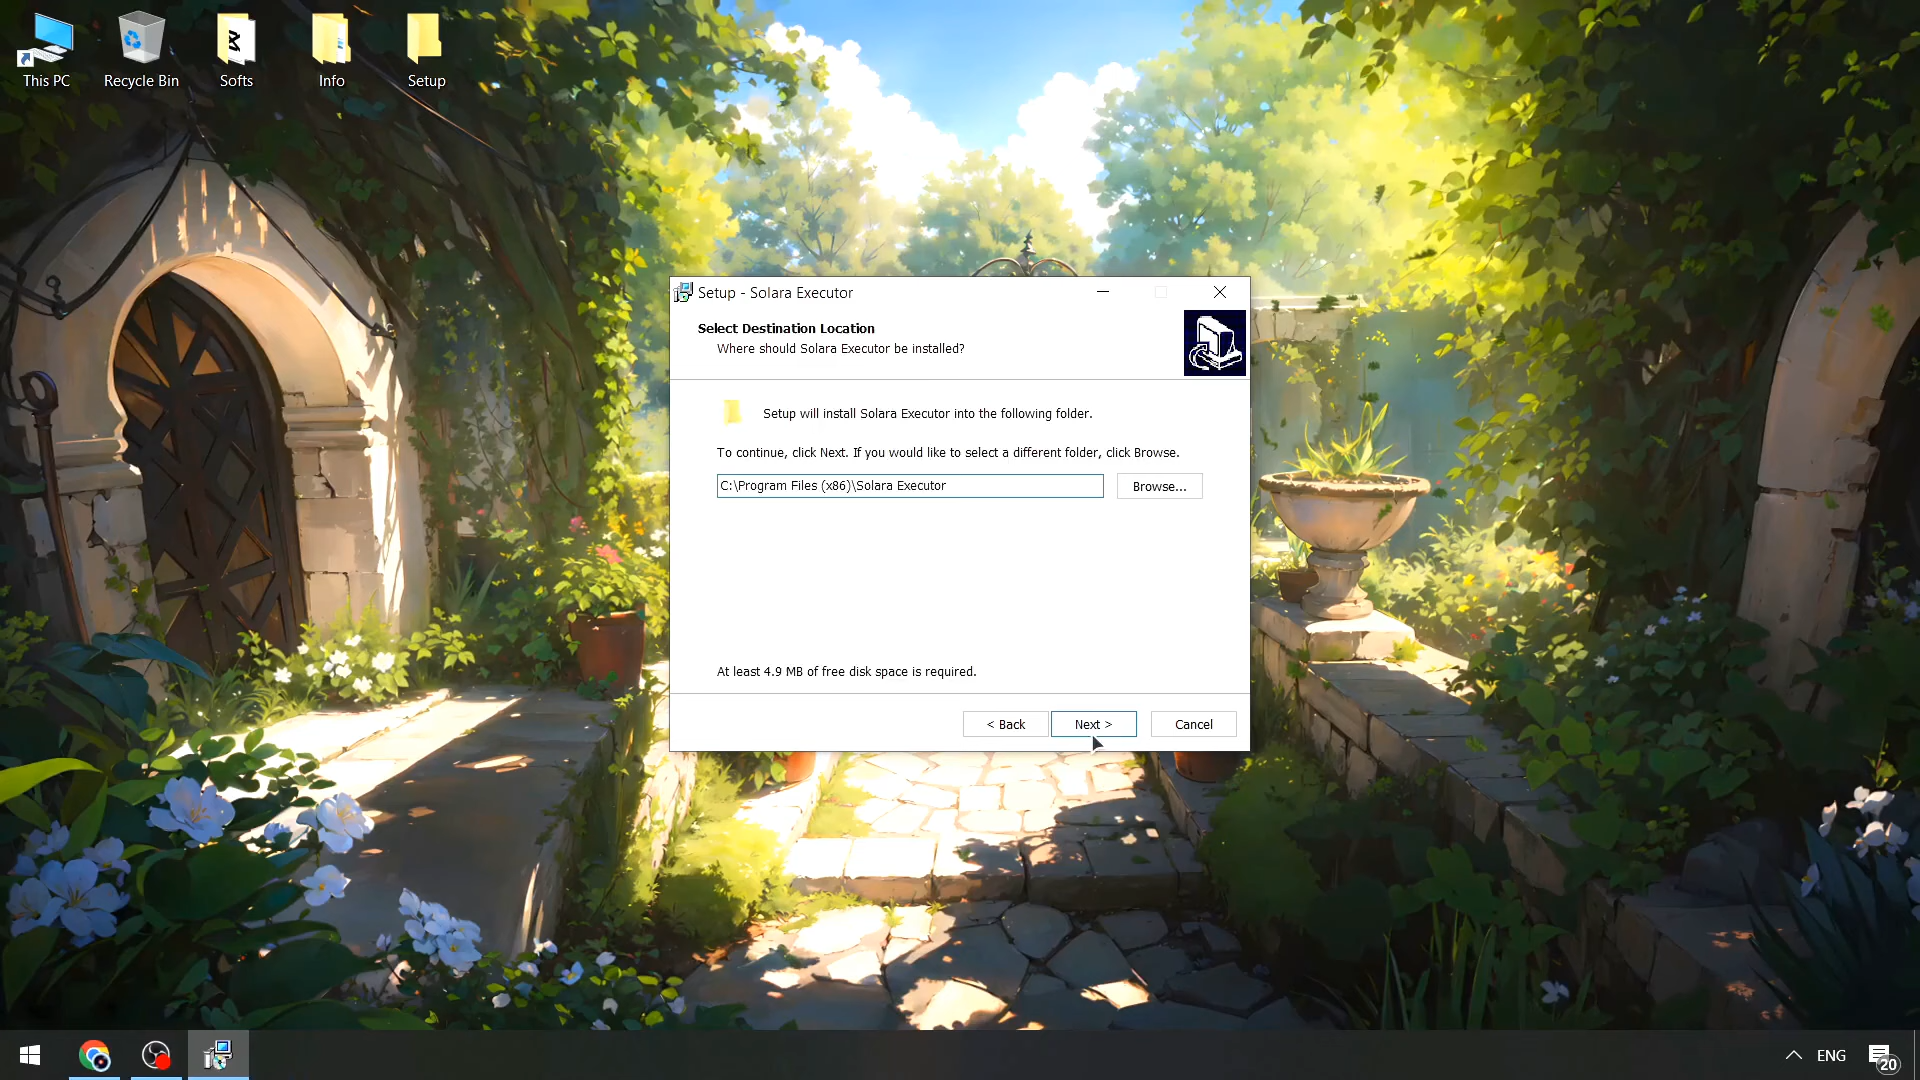 This PC
Recycle Bin
Softs
Info
Setup
Setup - Solara Executor
Select Destination Location
Where should Solara Executor be installed?
Setup will install Solara Executor into the following folder.
To continue, click Next. If you would like to select a different folder, click Browse.
C:\Program Files (x86)\Solara Executor
Browse...
At least 4.9 MB of free disk space is required.
< Back
Next >
Cancel
ENG
20